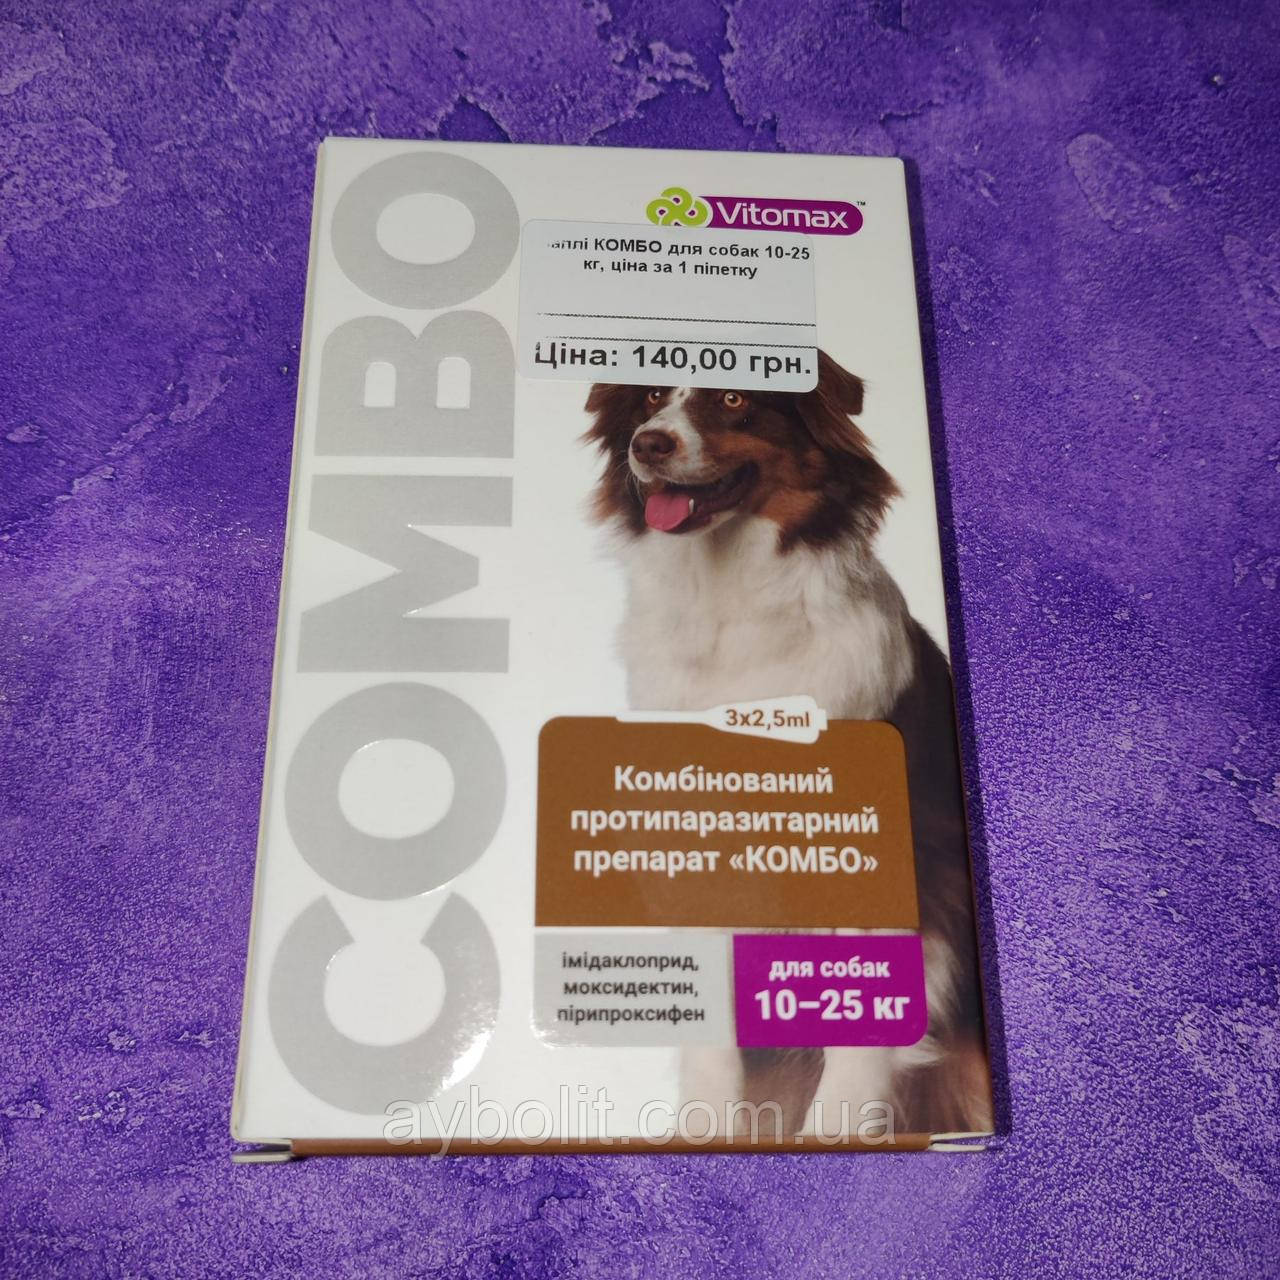 COMBO
Vitomax™
аплі КОМБО для собак 10-25
кг, ціна за 1 піпетку
Ціна: 140,00 грн.
3x2,5ml
Комбінований
протипаразитарний
препарат «КОМБО»
імідаклоприд,
моксидектин,
пірипроксифен
для собак
10–25 кг
aybolit.com.ua